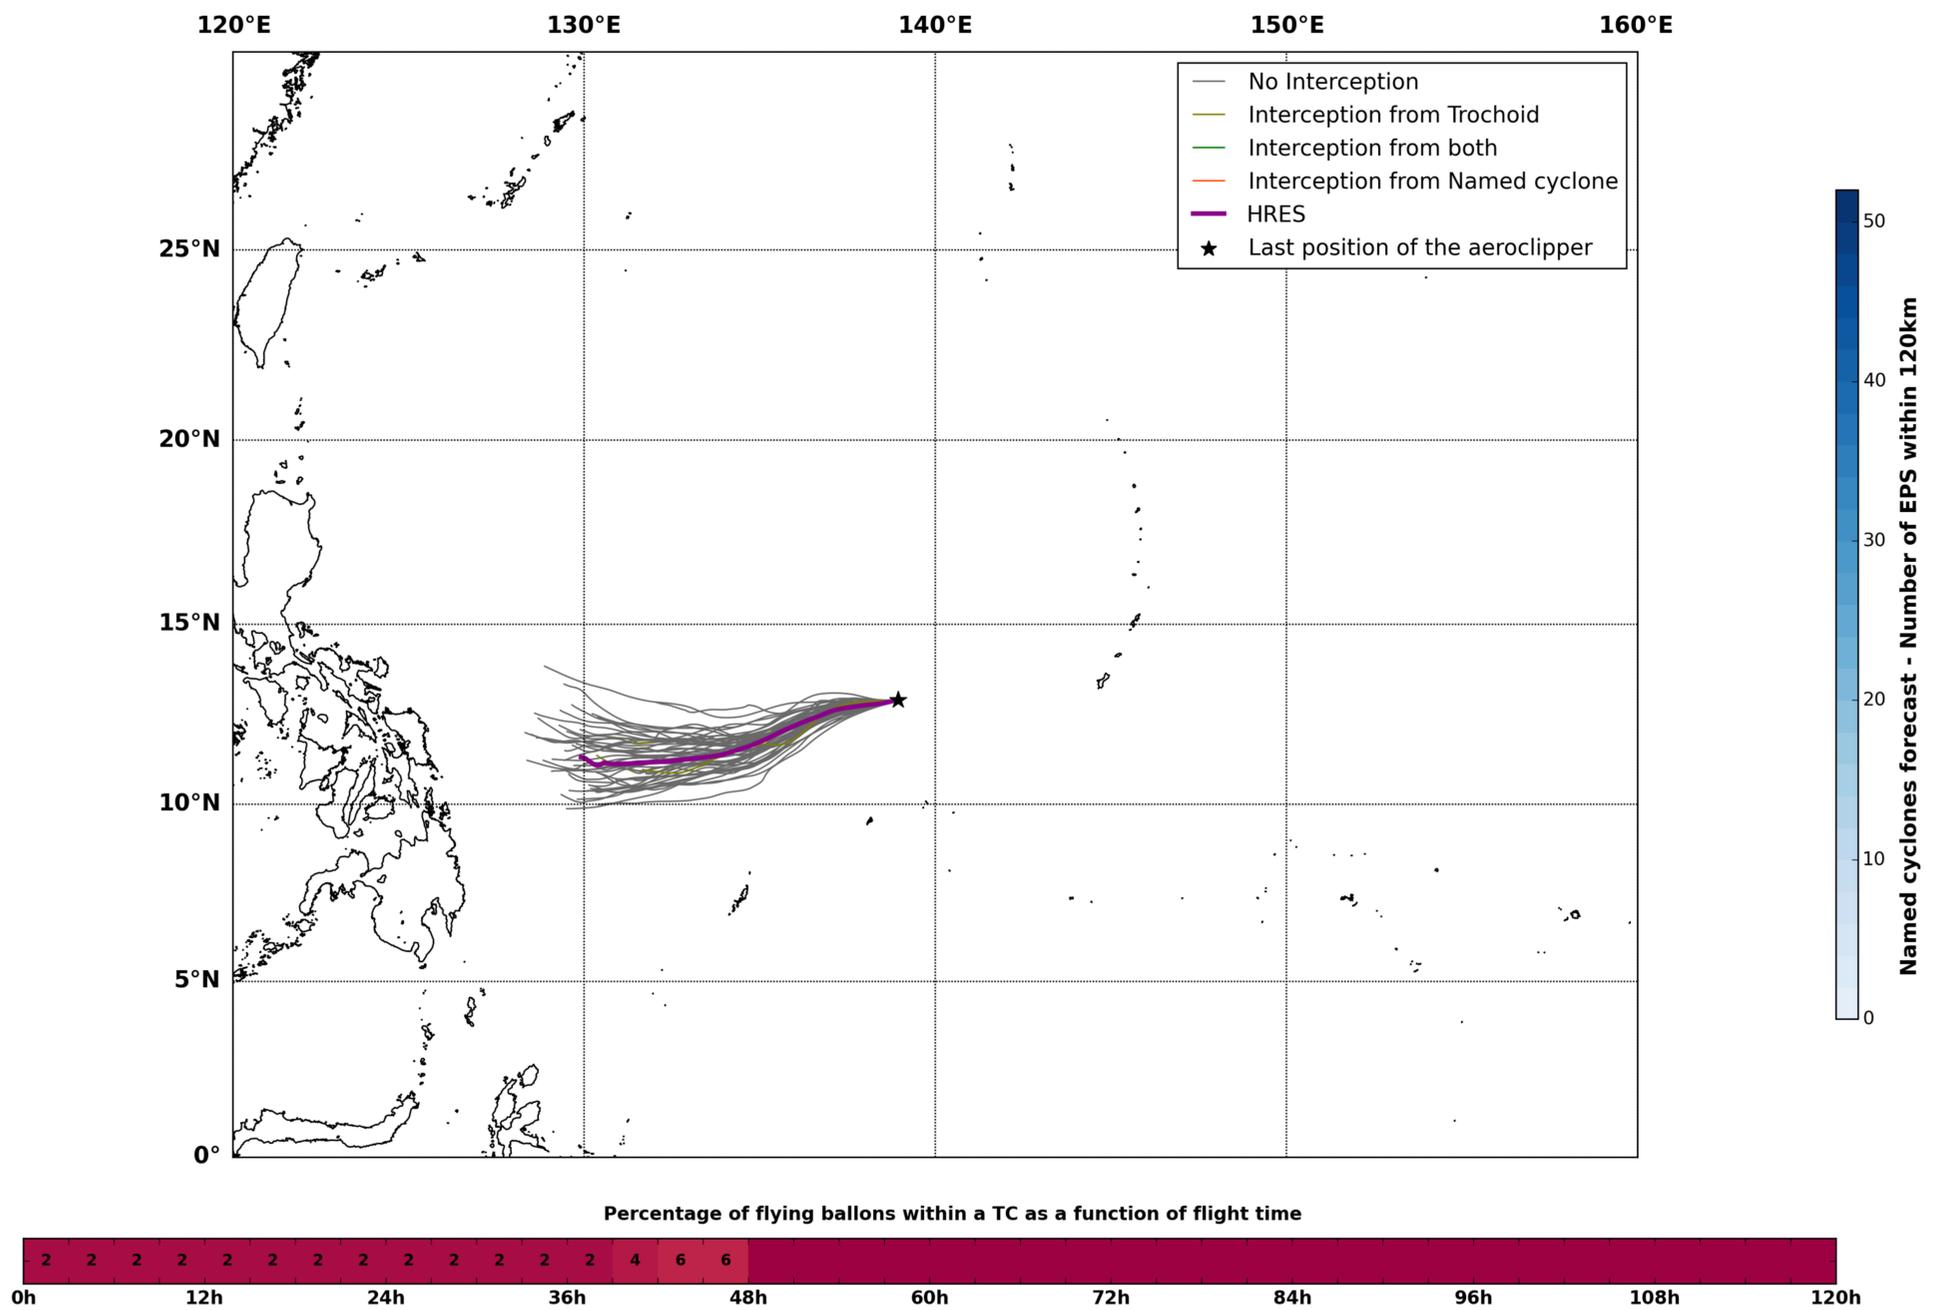 120°E 130°E 140°E 150°E 160°E
No Interception
Interception from Trochoid
Interception from both
Interception from Named cyclone
HRES
Last position of the aeroclipper
25°N
20°N
15°N
10°N
5°N
0°
50
40
30
20
10
0
Named cyclones forecast - Number of EPS within 120km
Percentage of flying ballons within a TC as a function of flight time
2 2 2 2 2 2 2 2 2 2 2 2 2 4 6 6
0h 12h 24h 36h 48h 60h 72h 84h 96h 108h 120h